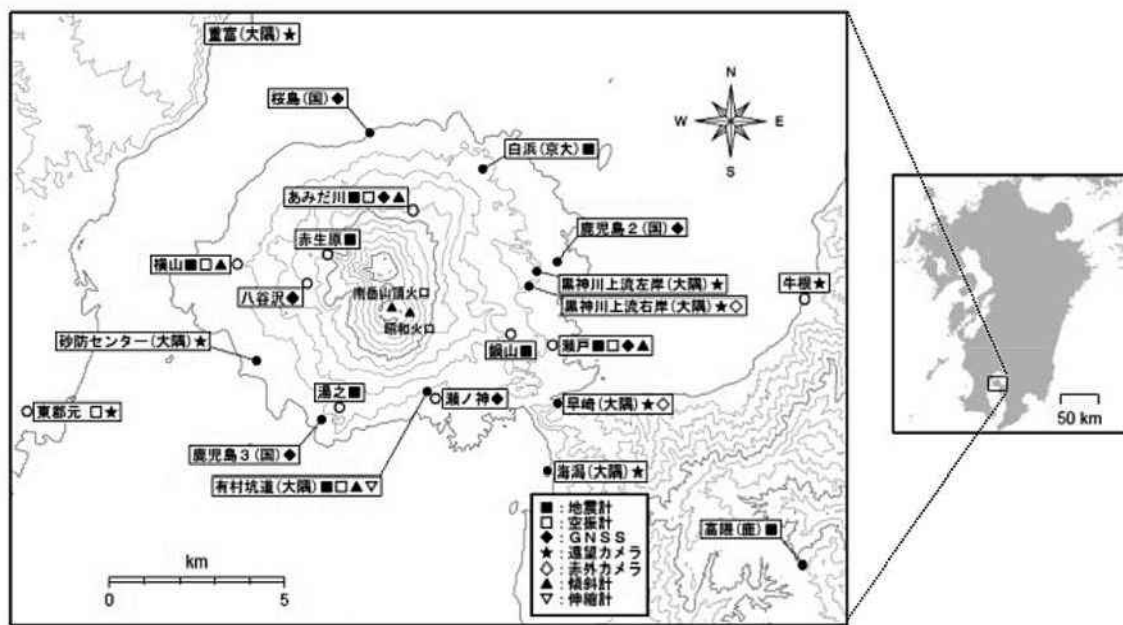 重富(大隅)★
桜島(国)◆
N
W E
S
白浜(京大)■
あみだ川■□◆▲
鹿児島2(国)◆
赤生原■
横山■□▲
黒神川上流左岸(大隅)★
牛根★
八谷沢◆
南岳山頂火口
黒神川上流右岸(大隅)★◇
昭和火口
砂防センター(大隅)★
鍋山■
瀬戸■□◆▲
湯之■
瀬ノ神◆
早崎(大隅)★◇
東郡元 □★
鹿児島3(国)◆
海潟(大隅)★
有村坑道(大隅)■□▲▽
高隈(鹿)■
■:地震計
□:空振計
◆:GNSS
★:遠望カメラ
◇:赤外カメラ
▲:傾斜計
▽:伸縮計
km
0 5
50 km